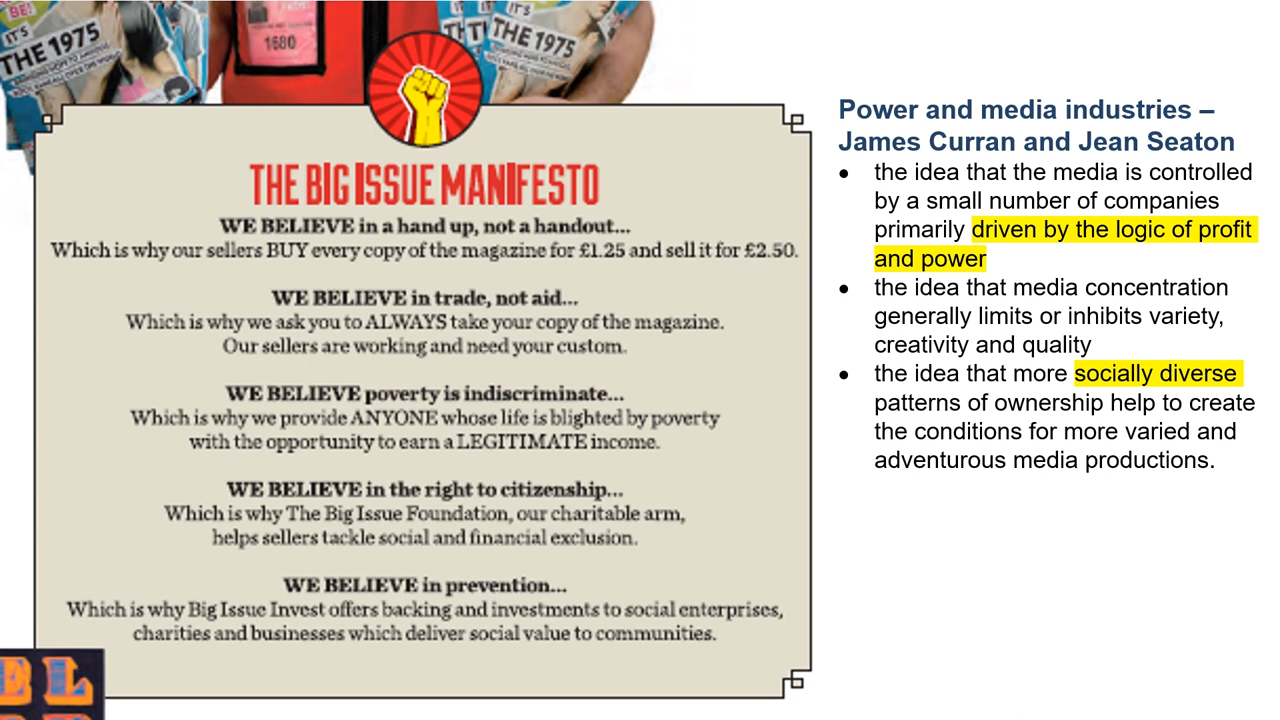 BE!
IT'S
THE 1975
1680
IT'S
THE 1975
THE BIG ISSUE MANIFESTO
WE BELIEVE in a hand up, not a handout...
Which is why our sellers BUY every copy of the magazine for £1.25 and sell it for £2.50.
WE BELIEVE in trade, not aid...
Which is why we ask you to ALWAYS take your copy of the magazine.
Our sellers are working and need your custom.
WE BELIEVE poverty is indiscriminate...
Which is why we provide ANYONE whose life is blighted by poverty
with the opportunity to earn a LEGITIMATE income.
WE BELIEVE in the right to citizenship...
Which is why The Big Issue Foundation, our charitable arm,
helps sellers tackle social and financial exclusion.
WE BELIEVE in prevention...
Which is why Big Issue Invest offers backing and investments to social enterprises,
charities and businesses which deliver social value to communities.
EL
Power and media industries –
James Curran and Jean Seaton
• the idea that the media is controlled
by a small number of companies
primarily driven by the logic of profit
and power
• the idea that media concentration
generally limits or inhibits variety,
creativity and quality
• the idea that more socially diverse
patterns of ownership help to create
the conditions for more varied and
adventurous media productions.